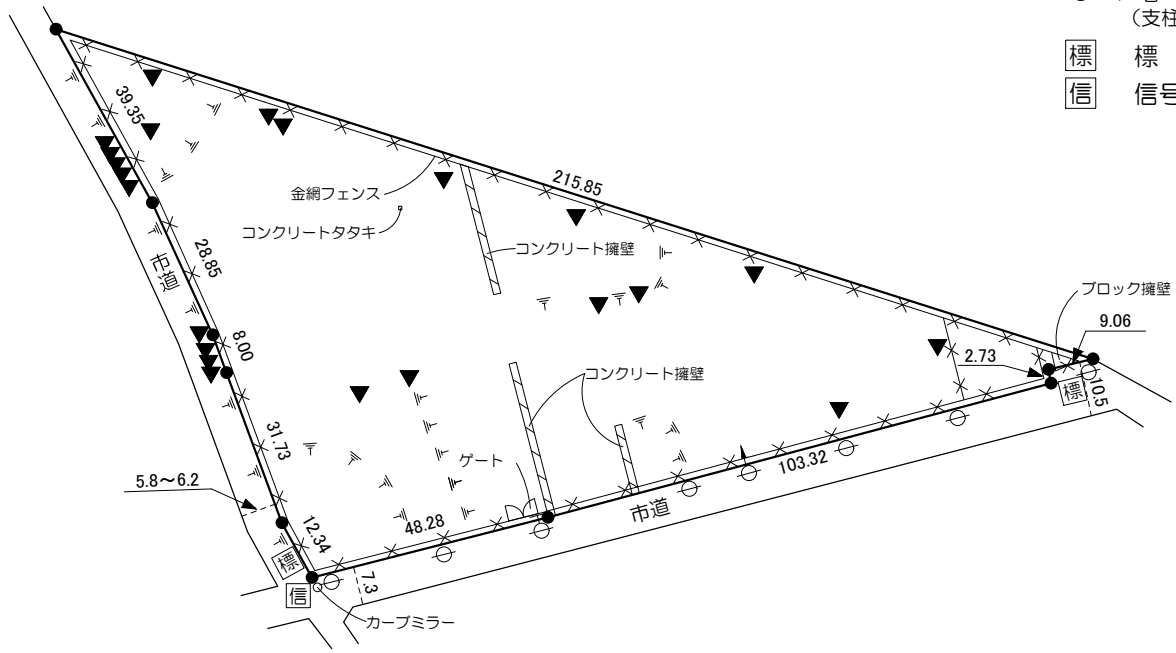 (支柱
標 標
信 信号
39.35
215.85
金網フェンス
コンクリートタタキ
コンクリート擁壁
市道
28.85
ブロック擁壁
9.06
8.00
2.73
コンクリート擁壁
標
10.5
31.73
ゲート
5.8～6.2
103.32
48.28
市道
12.34
標
7.3
信
カーブミラー